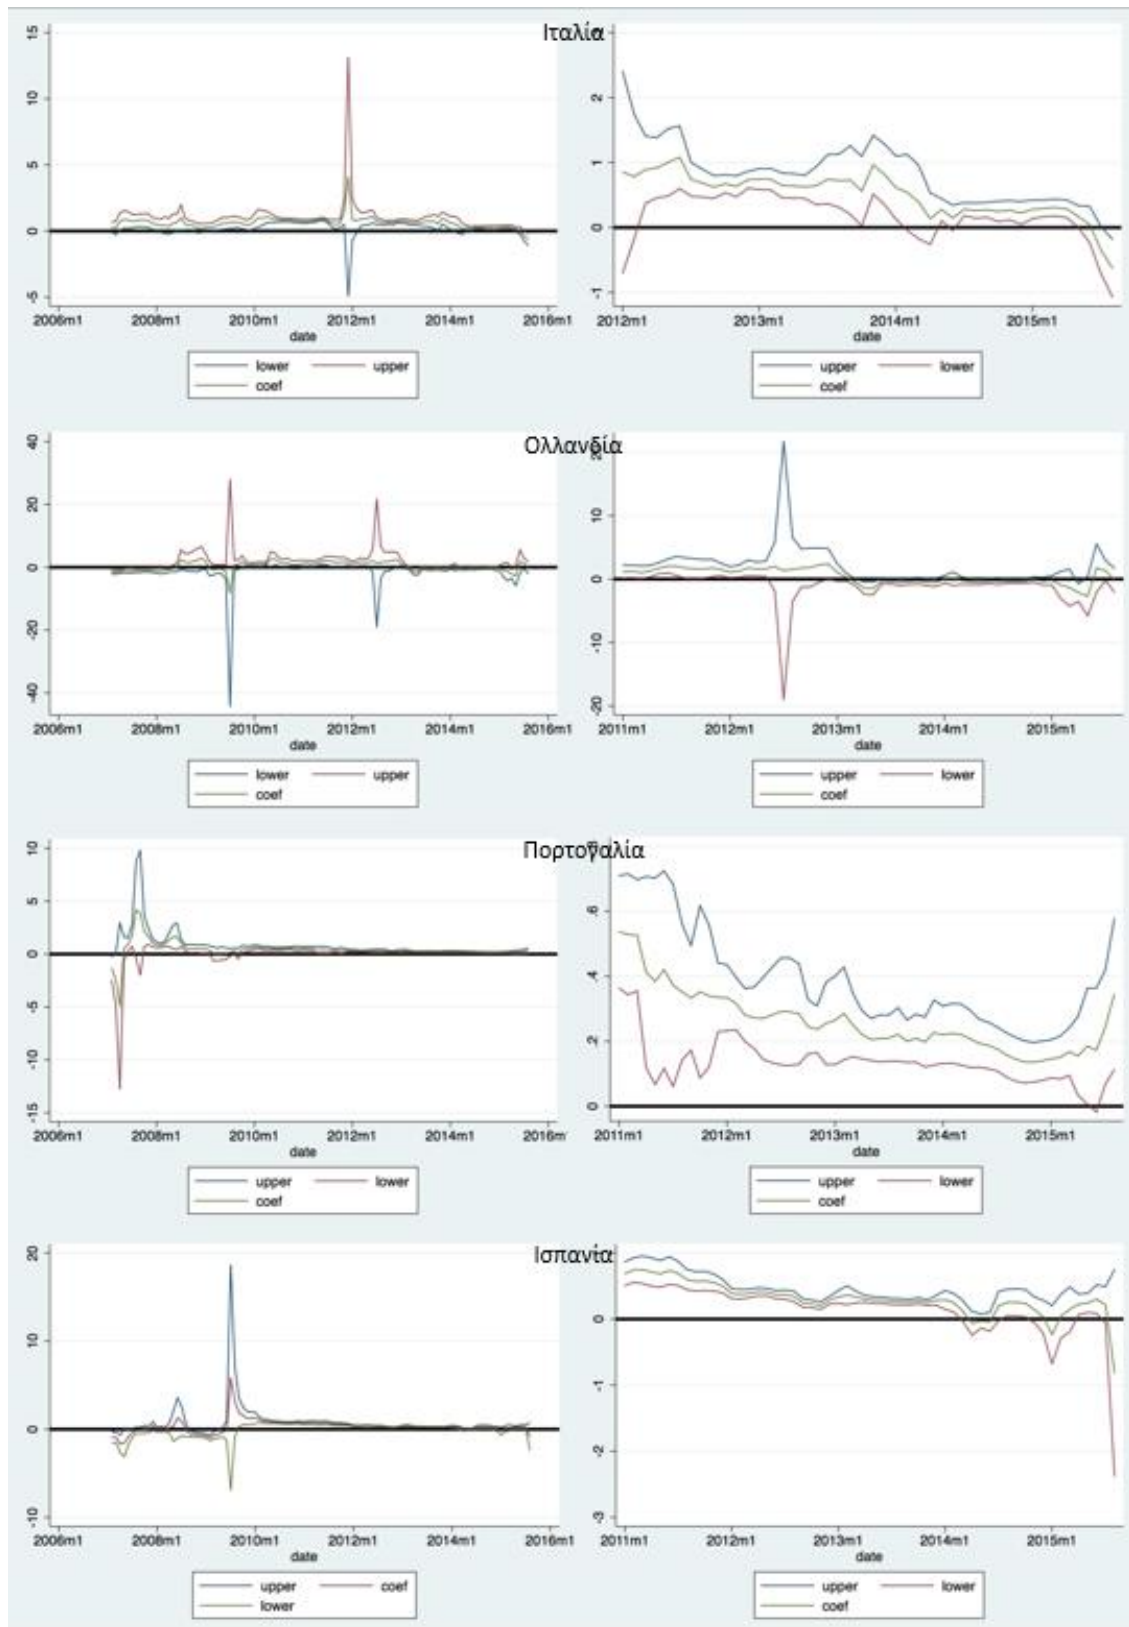 Ιταλία
15
10
5
0
-5
2006m1 2008m1 2010m1 2012m1 2014m1 2016m1
date
lower upper
coef
2
1
0
-1
2012m1 2013m1 2014m1 2015m1
date
upper lower
coef
Ολλανδία
40
20
0
-20
-40
2006m1 2008m1 2010m1 2012m1 2014m1 2016m1
date
lower upper
coef
20
10
0
-10
-20
2011m1 2012m1 2013m1 2014m1 2015m1
date
upper lower
coef
Πορτογαλία
10
5
0
-5
-10
-15
2006m1 2008m1 2010m1 2012m1 2014m1 2016m
date
upper lower
coef
.8
.6
.4
.2
0
2011m1 2012m1 2013m1 2014m1 2015m1
date
upper lower
coef
Ισπανία
20
10
0
-10
2006m1 2008m1 2010m1 2012m1 2014m1 2016m1
date
upper coef
lower
0
-1
-2
-3
2011m1 2012m1 2013m1 2014m1 2015m1
date
upper lower
coef